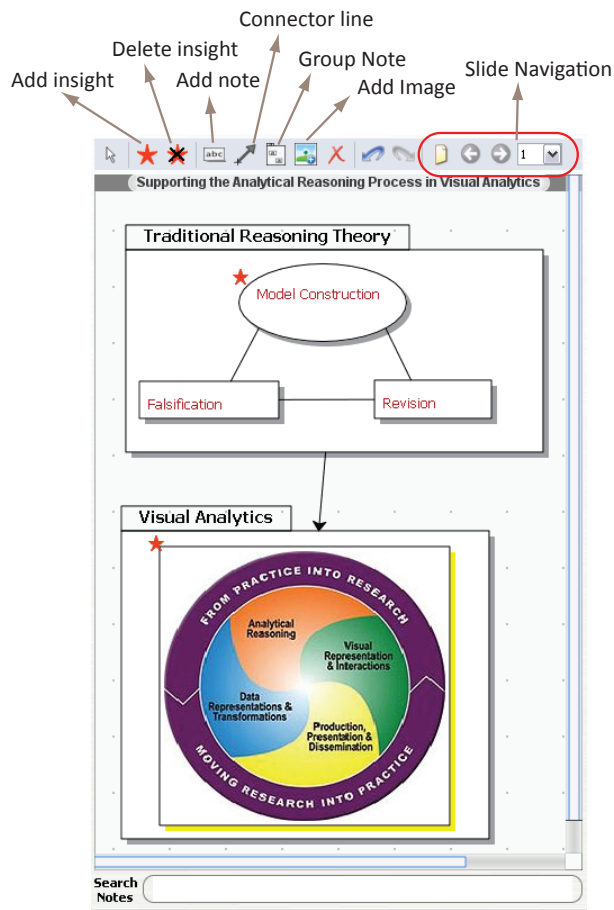 Connector line
Delete insight
Group Note
Slide Navigation
Add insight
Add note
Add Image
abc
1
Supporting the Analytical Reasoning Process in Visual Analytics
Traditional Reasoning Theory
Model Construction
Falsification
Revision
Visual Analytics
FROM PRACTICE INTO RESEARCH
Analytical
Reasoning
Visual
Representation
& Interactions
Data
Representations &
Transformations
Production,
Presentation &
Dissemination
MOVING RESEARCH INTO PRACTICE
Search
Notes